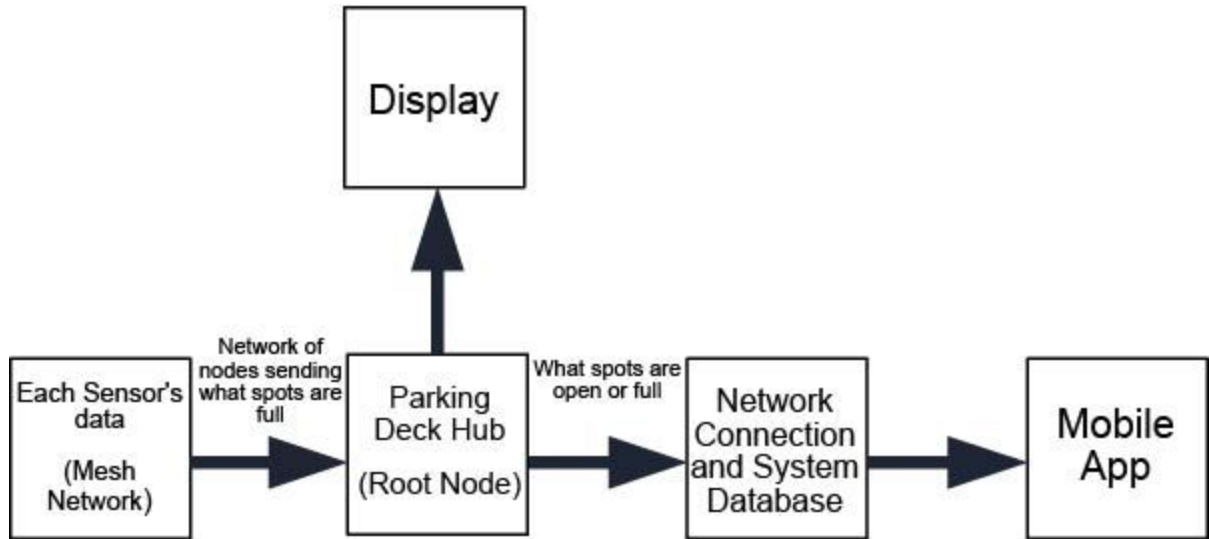 Display
Each Sensor's
data
(Mesh
Network)
Network of
nodes sending
what spots are
full
Parking
Deck Hub
(Root Node)
What spots are
open or full
Network
Connection
and System
Database
Mobile
App